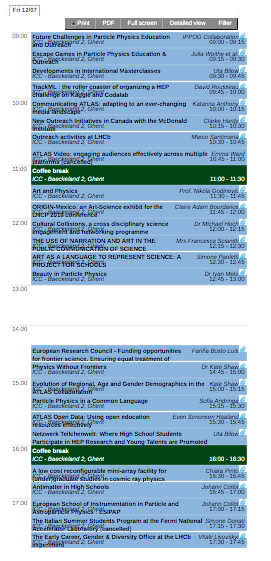 Fri 12/07
Print PDF Full screen Detailed view Filter
09:00
Future Challenges in Particle Physics Education and Outreach
IPPOG Collaboration
ICC - Baeckeland 2, Ghent 09:00 - 09:15
Escape Games in Particle Physics Education & Outreach
Julia Woithe et al.
ICC - Baeckeland 2, Ghent 09:15 - 09:30
Developments in International Masterclasses
Uta Bilow
ICC - Baeckeland 2, Ghent 09:30 - 09:45
TrackML : the roller coaster of organizing a HEP challenge on Kaggle and Codalab
David Rousseau
ICC - Baeckeland 2, Ghent 09:45 - 10:00
10:00
Communicating ATLAS: adapting to an ever-changing media landscape
Katarina Anthony
ICC - Baeckeland 2, Ghent 10:00 - 10:15
New Outreach Initiatives in Canada with the McDonald Institute
Clarke Hardy
ICC - Baeckeland 2, Ghent 10:15 - 10:30
Outreach activities at LHCb
Marco Santimaria
ICC - Baeckeland 2, Ghent 10:30 - 10:45
ATLAS Video: engaging audiences effectively across multiple platforms [cancelled]
Emma Ward
ICC - Baeckeland 2, Ghent 10:45 - 11:00
11:00
Coffee break
ICC - Baeckeland 2, Ghent 11:00 - 11:30
Art and Physics
Prof. Nikola Godinovic
ICC - Baeckeland 2, Ghent 11:30 - 11:45
ORIGIN-Mexico: an Art-Science exhibit for the LHCP 2019 conference
Claire Adam Bourdarios
ICC - Baeckeland 2, Ghent 11:45 - 12:00
12:00
Cultural Collisions, a cross disciplinary science engagement and networking programme
Dr Michael Hoch
ICC - Baeckeland 2, Ghent 12:00 - 12:15
THE USE OF NARRATION AND ART IN THE PUBLIC COMMUNICATION OF SCIENCE
Mrs Francesca Scianitti
ICC - Baeckeland 2, Ghent 12:15 - 12:30
ART AS A LANGUAGE TO REPRESENT SCIENCE: A PROJECT FOR SCHOOLS
Simone Paoletti
ICC - Baeckeland 2, Ghent 12:30 - 12:45
Beauty in Particle Physics
Dr Ivan Melo
ICC - Baeckeland 2, Ghent 12:45 - 13:00
13:00
14:00
European Research Council - Funding opportunities for frontier science. Ensuring equal treatment of
Fariña Busto Luis
Physics Without Frontiers
Dr Kate Shaw
ICC - Baeckeland 2, Ghent 14:45 - 15:00
15:00
Evolution of Regional, Age and Gender Demographics in the ATLAS Collaboration
Kate Shaw
ICC - Baeckeland 2, Ghent 15:00 - 15:15
Particle Physics in a Common Language
Sofia Andringa
ICC - Baeckeland 2, Ghent 15:15 - 15:30
ATLAS Open Data: Using open education resources effectively
Even Simonsen Haaland
ICC - Baeckeland 2, Ghent 15:30 - 15:45
Netzwerk Teilchenwelt: Where High School Students Participate in HEP Research and Young Talents are Promoted
Uta Bilow
16:00
Coffee break
ICC - Baeckeland 2, Ghent 16:00 - 16:30
A low cost reconfigurable mini-array facility for (under)graduate studies in cosmic ray physics
Chiara Pinto
ICC - Baeckeland 2, Ghent 16:30 - 16:45
Antimatter in High Schools
Johann Collot
ICC - Baeckeland 2, Ghent 16:45 - 17:00
17:00
European School of Instrumentation in Particle and Astroparticle Physics : ESIPAP
Johann Collot
ICC - Baeckeland 2, Ghent 17:00 - 17:15
The Italian Summer Students Program at the Fermi National Accelerator Laboratory [cancelled]
Simone Donati
ICC - Baeckeland 2, Ghent 17:15 - 17:30
The Early Career, Gender & Diversity Office at the LHCb experiment
Vitalii Lisovskyi
ICC - Baeckeland 2, Ghent 17:30 - 17:45